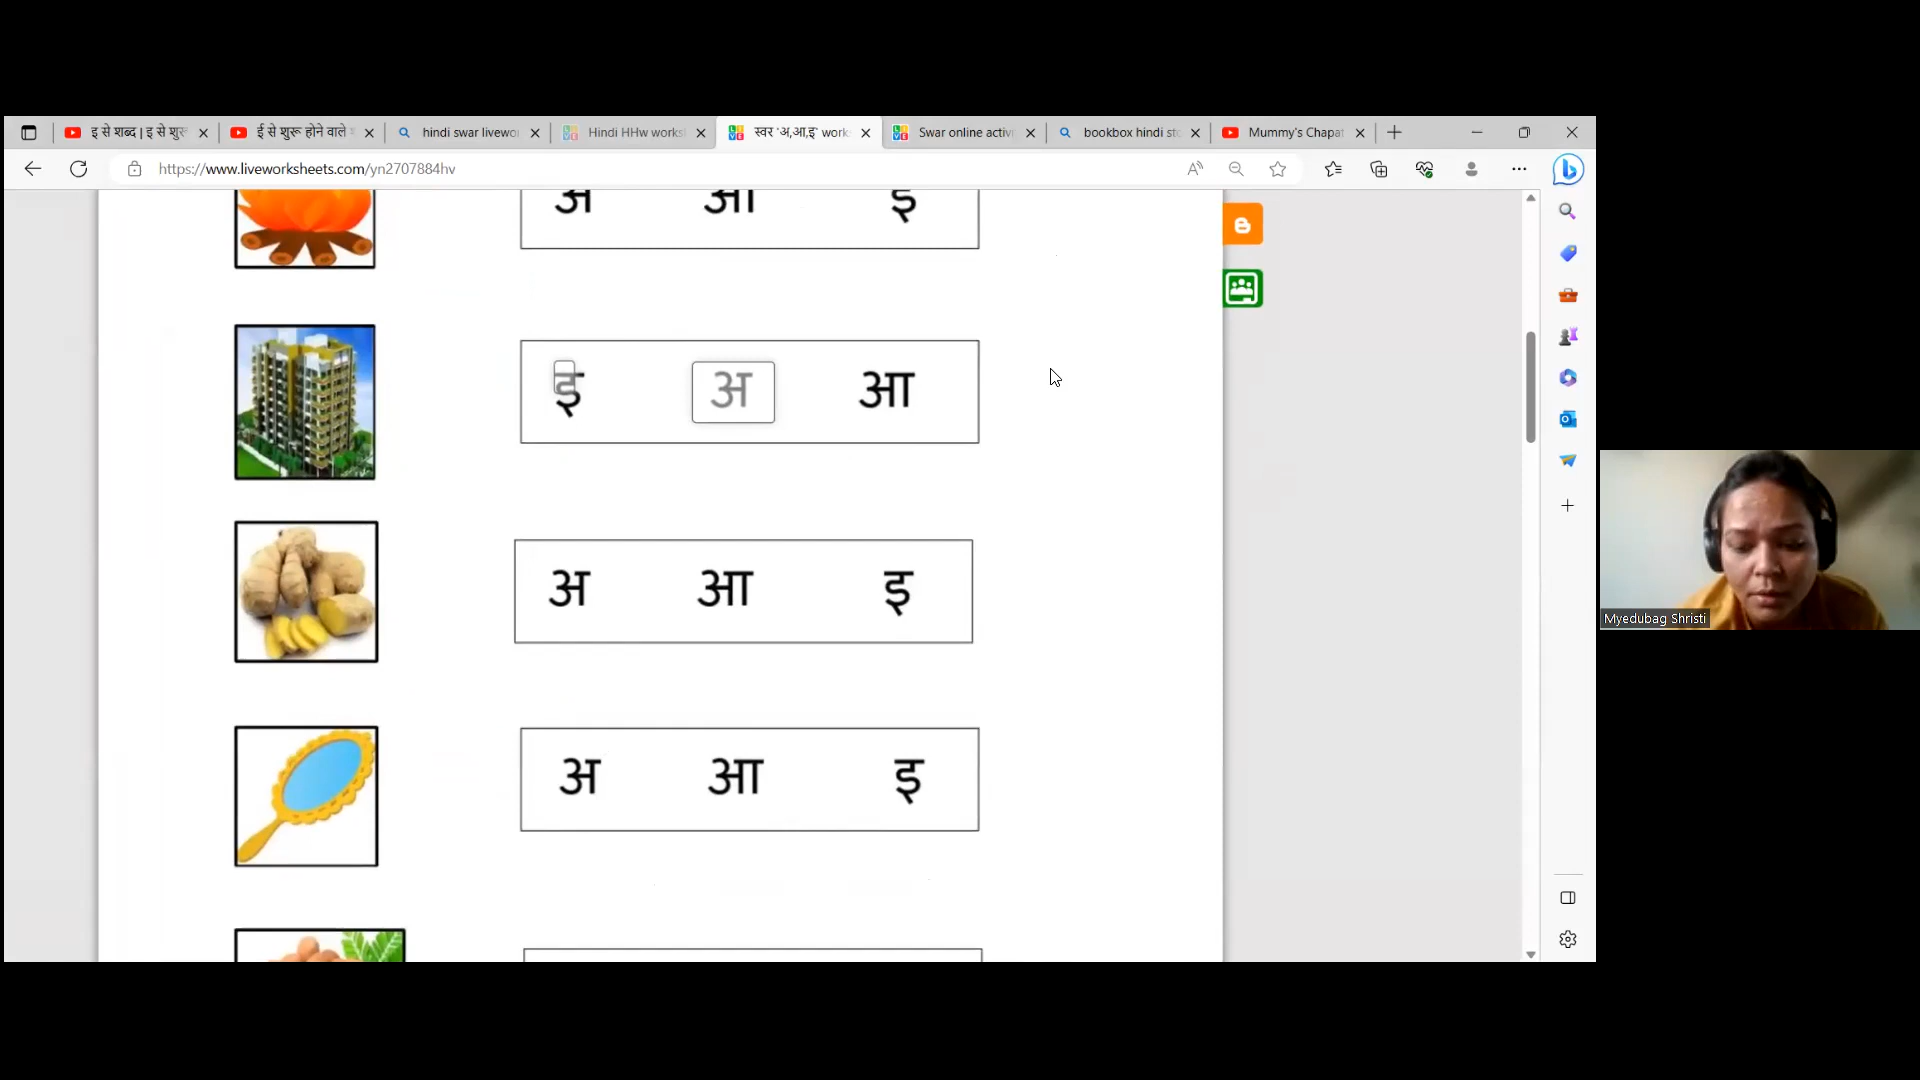 इ से शब्द | इ से शुरू
ई से शुरू होने वाले
hindi swar livewo
Hindi HHw works
स्वर 'अ,आ,इ' work
Swar online activ
bookbox hindi sto
Mummy's Chapat
https://www.liveworksheets.com/yn2707884hv
अ आ इ
इ अ आ
अ आ इ
अ आ इ
Myedubag Shristi